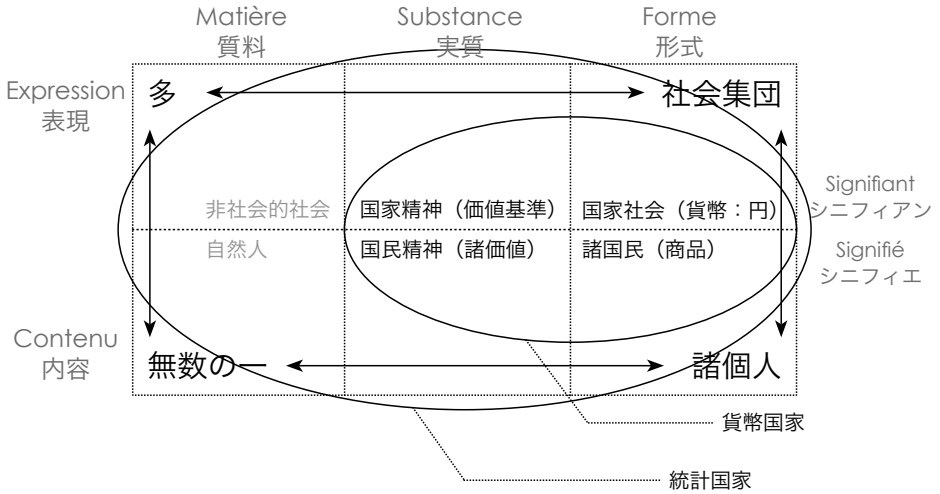 Matière
質料
Substance
実質
Forme
形式
Expression
表現
多
社会集団
Signifiant
シニフィアン
非社会的社会
国家精神（価値基準）
国家社会（貨幣：円）
自然人
国民精神（諸価値）
諸国民（商品）
Signifié
シニフィエ
Contenu
内容
無数の一
諸個人
貨幣国家
統計国家